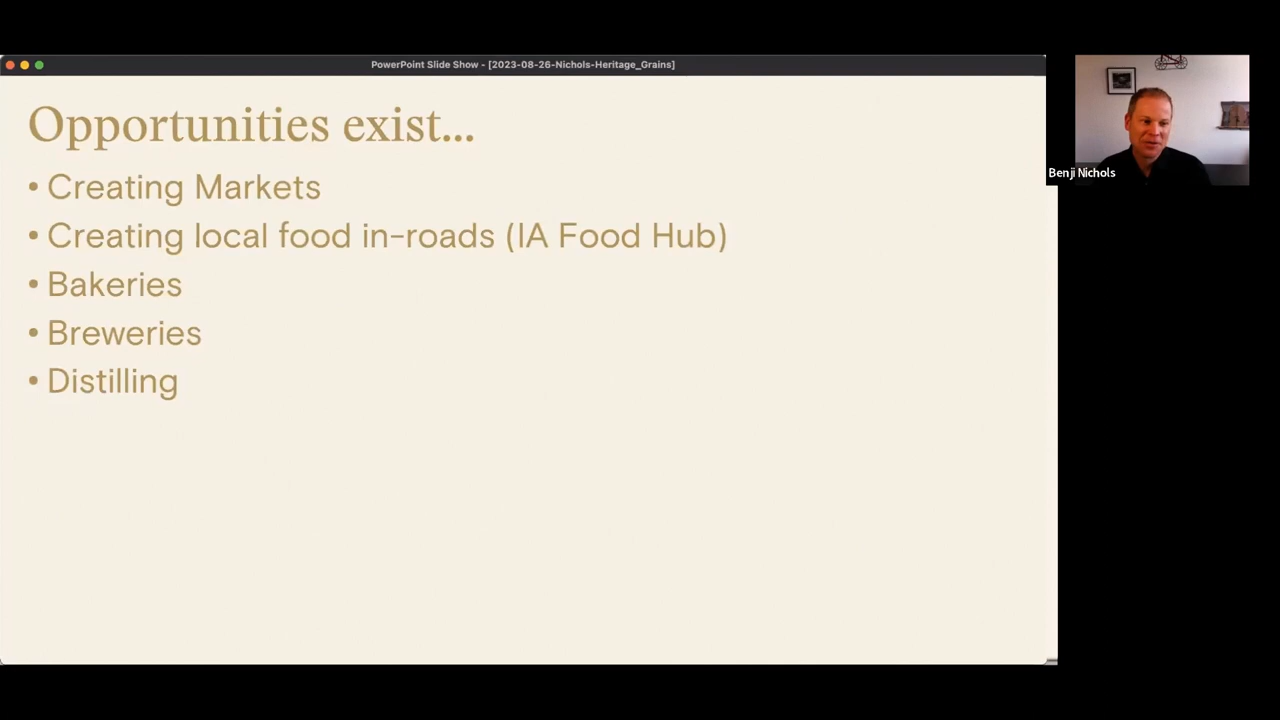 PowerPoint Slide Show - [2023-08-26-Nichols-Heritage_Grains]
Opportunities exist...
• Creating Markets
• Creating local food in-roads (IA Food Hub)
• Bakeries
• Breweries
• Distilling
Benji Nichols